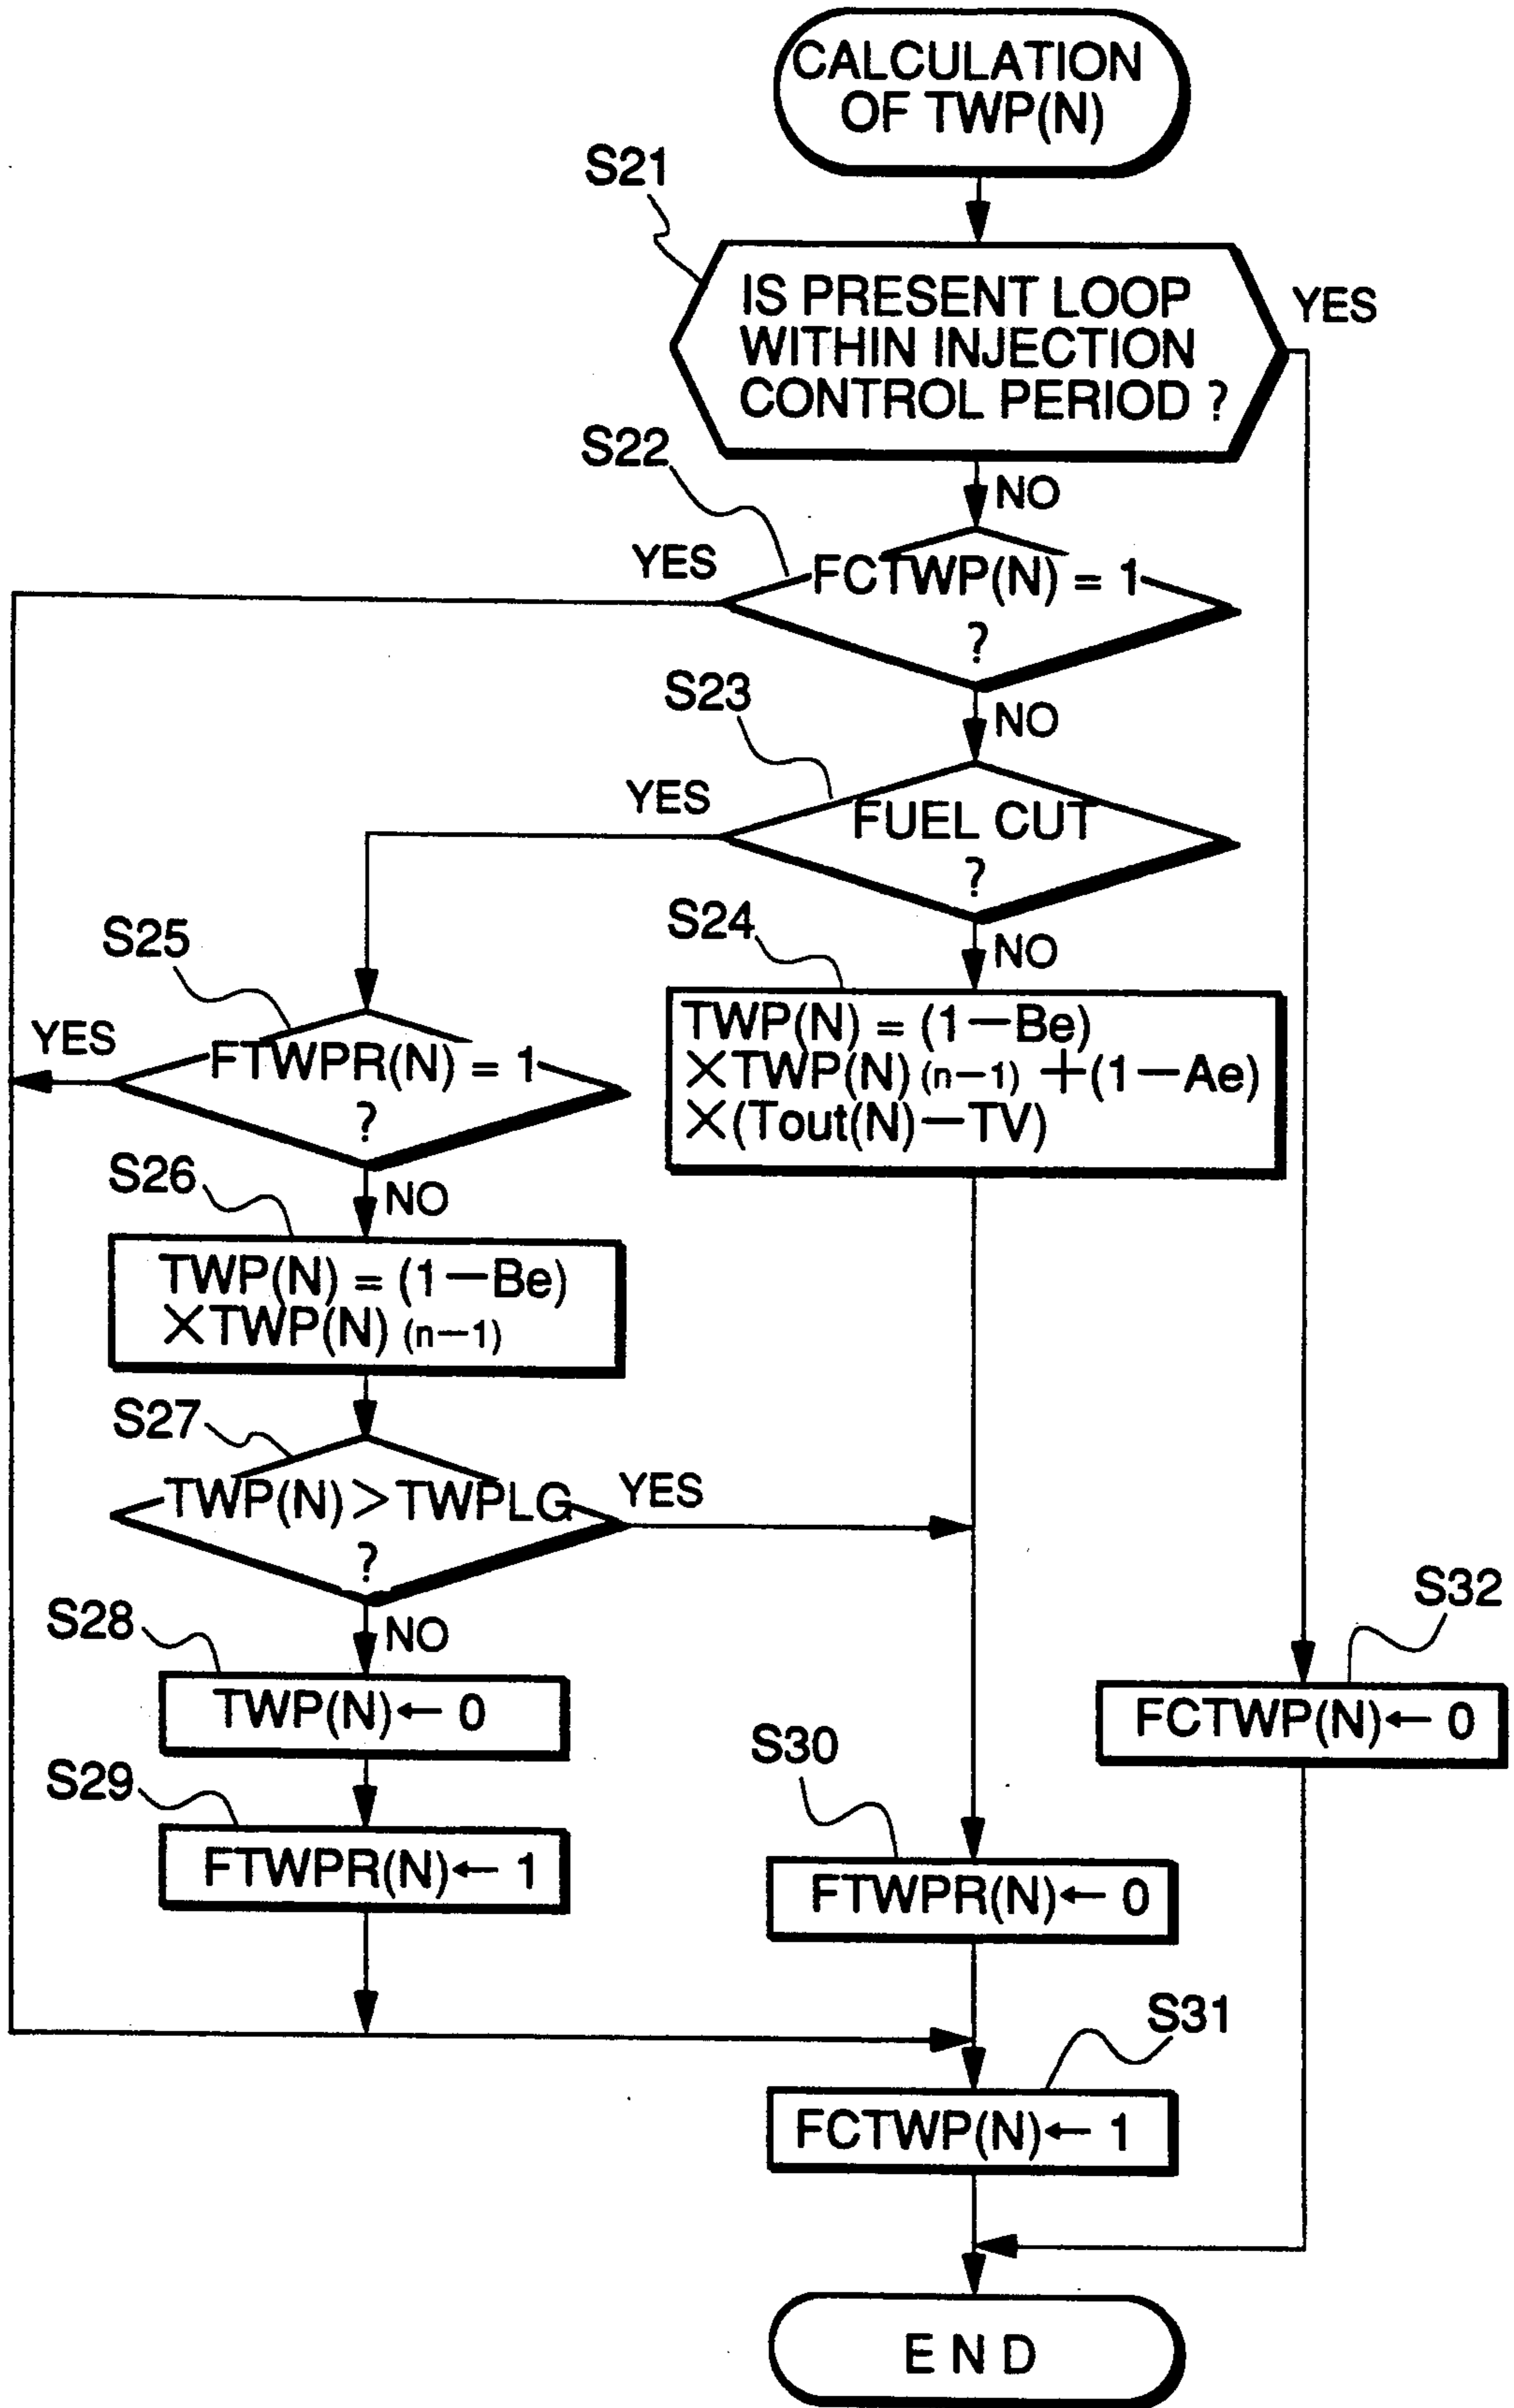 CALCULATION
OF TWP(N)
S21
IS PRESENT LOOP
WITHIN INJECTION
CONTROL PERIOD ?
YES
S22
NO
YES
FCTWP(N) = 1
?
S23
NO
YES
FUEL CUT
?
S24
NO
S25
TWP(N) = (1—Be)
×TWP(N) (n—1) +(1—Ae)
×(Tout(N)—TV)
YES
FTWPR(N) = 1
?
S26
NO
TWP(N) = (1—Be)
×TWP(N) (n—1)
S27
TWP(N) > TWPLG
?
YES
S28
NO
TWP(N)← 0
S32
FCTWP(N)← 0
S29
FTWPR(N)← 1
S30
FTWPR(N)← 0
S31
FCTWP(N)← 1
E N D